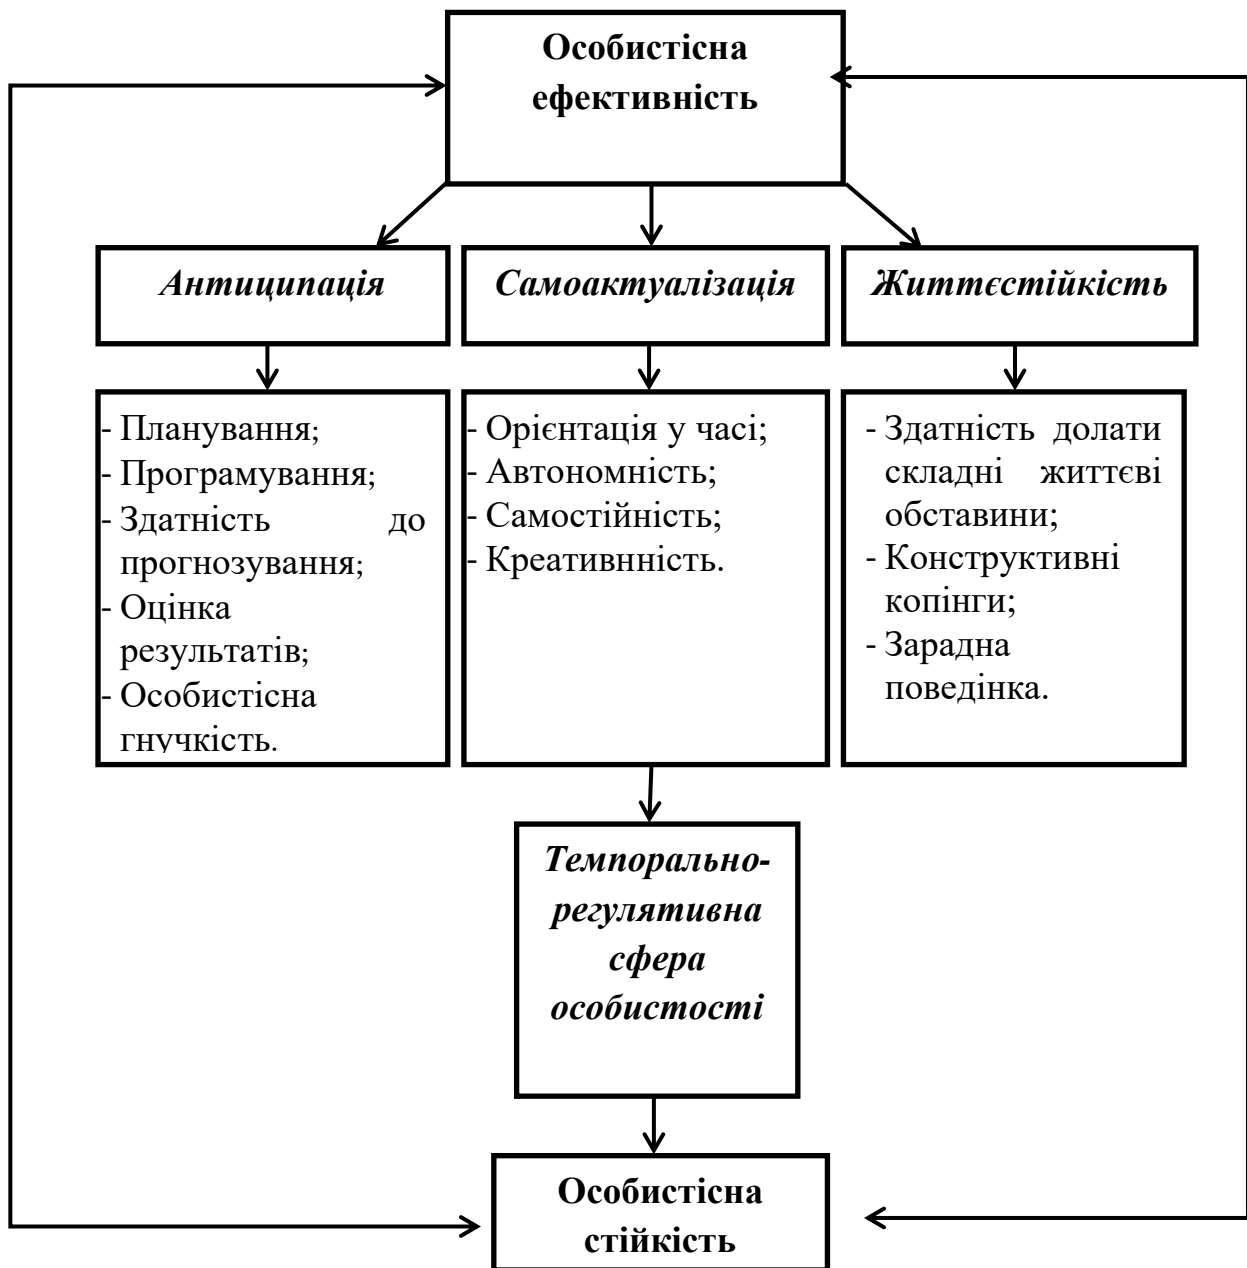 Особистісна
ефективність
Антиципація
Самоактуалізація
Життєстійкість
- Планування;
- Програмування;
- Здатність до
прогнозування;
- Оцінка
результатів;
- Особистісна
гнучкість.
- Орієнтація у часі;
- Автономність;
- Самостійність;
- Креативнність.
- Здатність долати
складні життєві
обставини;
- Конструктивні
копінги;
- Зарадна
поведінка.
Темпорально-
регулятивна
сфера
особистості
Особистісна
стійкість